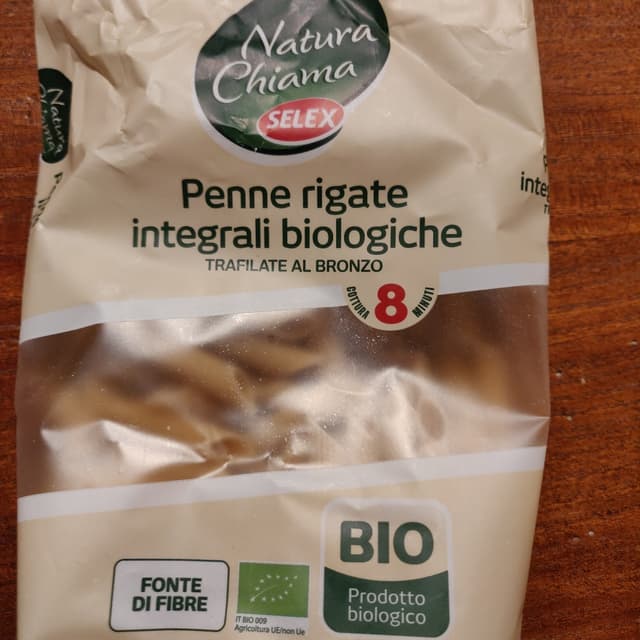 Natura
Chiama
SELEX
Natura
Penne rigate
integrali biologiche
TRAFILATE AL BRONZO
COTTURA
8
MINUTI
FONTE
DI FIBRE
IT BIO 009
Agricoltura UE/non Ue
BIO
Prodotto
biologico